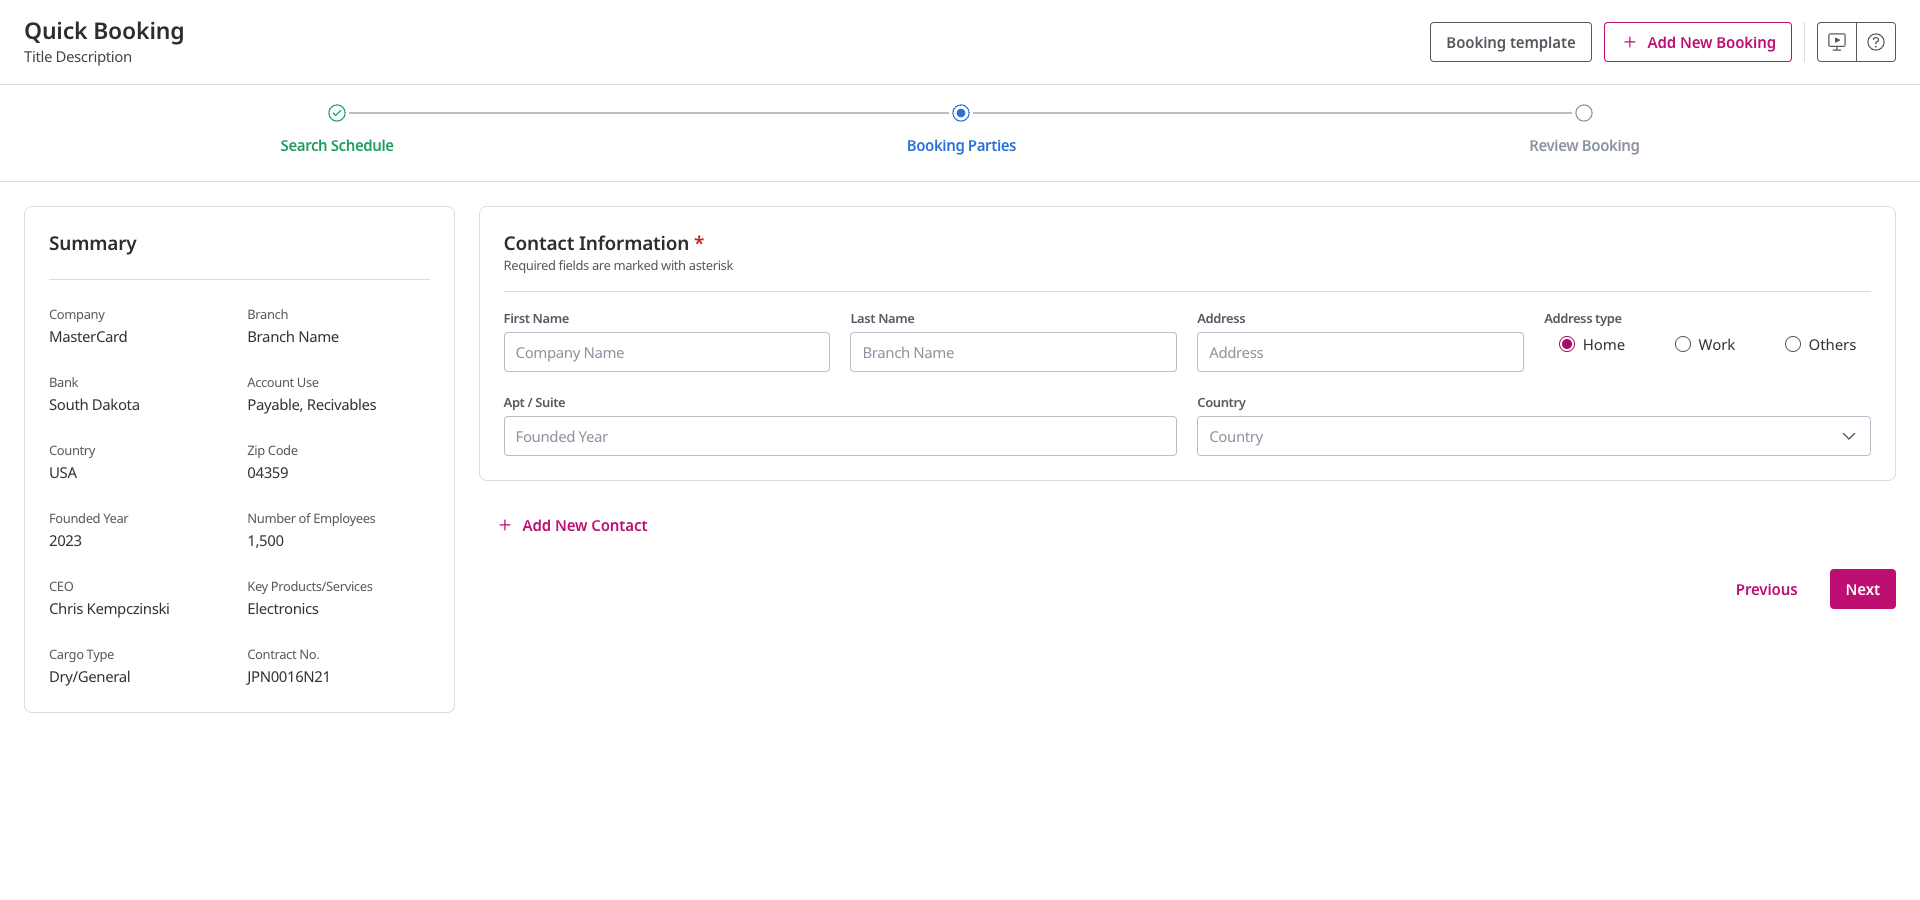 Quick Booking
Title Description
Booking template
Add New Booking
Search Schedule
Booking Parties
Review Booking
Summary
Company
MasterCard
Branch
Branch Name
Bank
South Dakota
Account Use
Payable, Recivables
Country
USA
Zip Code
04359
Founded Year
2023
Number of Employees
1,500
CEO
Chris Kempczinski
Key Products/Services
Electronics
Cargo Type
Dry/General
Contract No.
JPN0016N21
Contact Information *
Required fields are marked with asterisk
First Name
Company Name
Last Name
Branch Name
Address
Address
Address type
Home
Work
Others
Apt / Suite
Founded Year
Country
Country
Add New Contact
Previous
Next